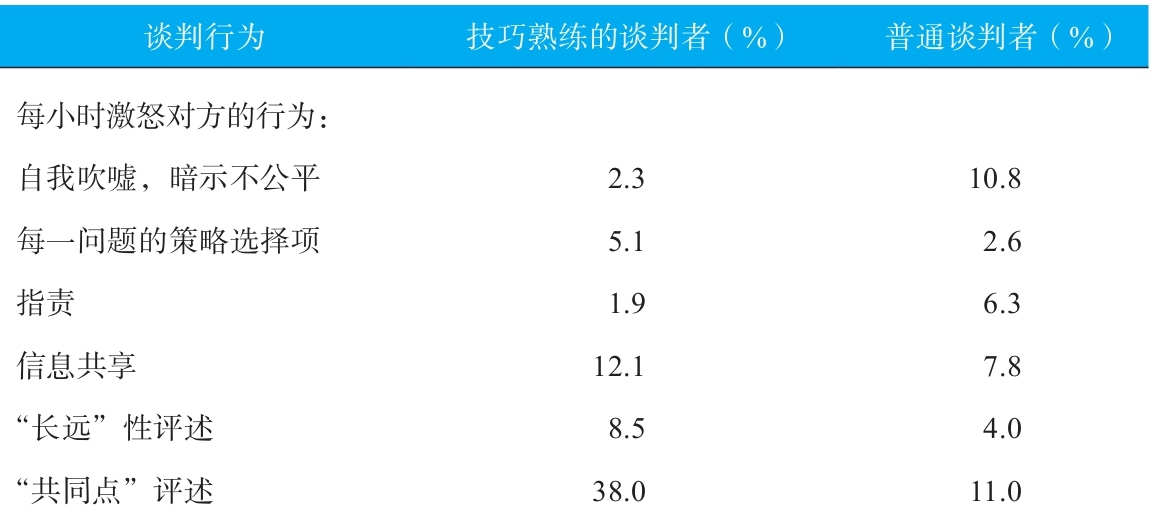 谈判行为 技巧熟练的谈判者（%） 普通谈判者（%）
每小时激怒对方的行为：
自我吹嘘，暗示不公平 2.3 10.8
每一问题的策略选择项 5.1 2.6
指责 1.9 6.3
信息共享 12.1 7.8
“长远”性评述 8.5 4.0
“共同点”评述 38.0 11.0